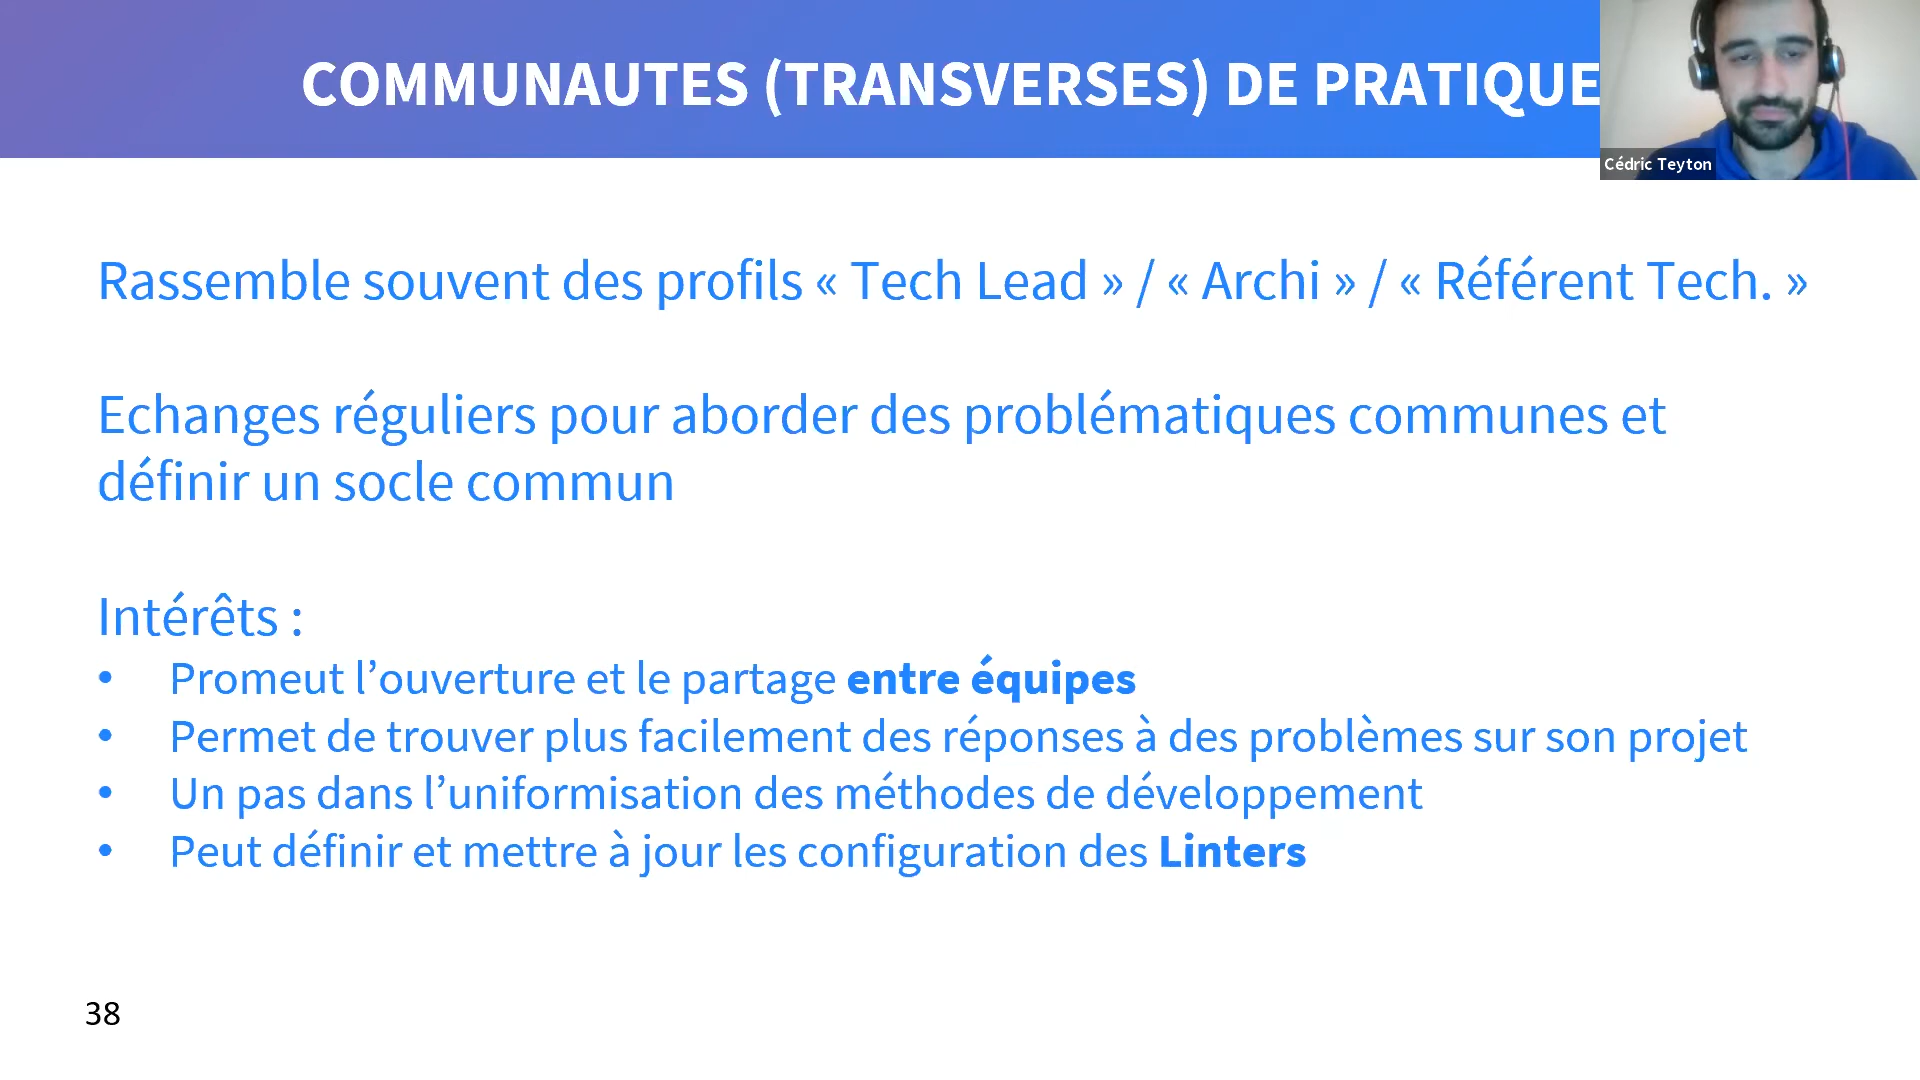 COMMUNAUTES (TRANSVERSES) DE PRATIQUE
Cédric Teyton
Rassemble souvent des profils « Tech Lead » / « Archi » / « Référent Tech. »
Echanges réguliers pour aborder des problématiques communes et
définir un socle commun
Intérêts :
• Promeut l’ouverture et le partage entre équipes
• Permet de trouver plus facilement des réponses à des problèmes sur son projet
• Un pas dans l’uniformisation des méthodes de développement
• Peut définir et mettre à jour les configuration des Linters
38